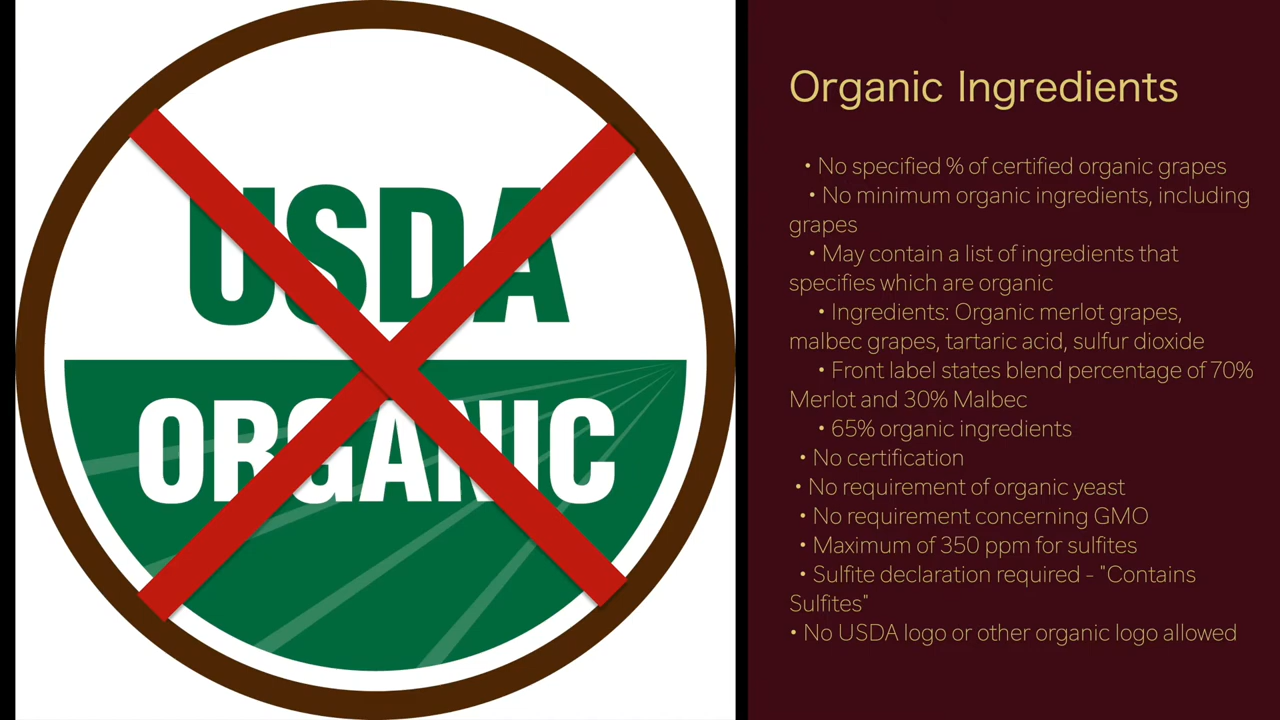 USDA
ORGANIC
Organic Ingredients
• No specified % of certified organic grapes
• No minimum organic ingredients, including
grapes
• May contain a list of ingredients that
specifies which are organic
• Ingredients: Organic merlot grapes,
malbec grapes, tartaric acid, sulfur dioxide
• Front label states blend percentage of 70%
Merlot and 30% Malbec
• 65% organic ingredients
• No certification
• No requirement of organic yeast
• No requirement concerning GMO
• Maximum of 350 ppm for sulfites
• Sulfite declaration required - "Contains
Sulfites"
• No USDA logo or other organic logo allowed